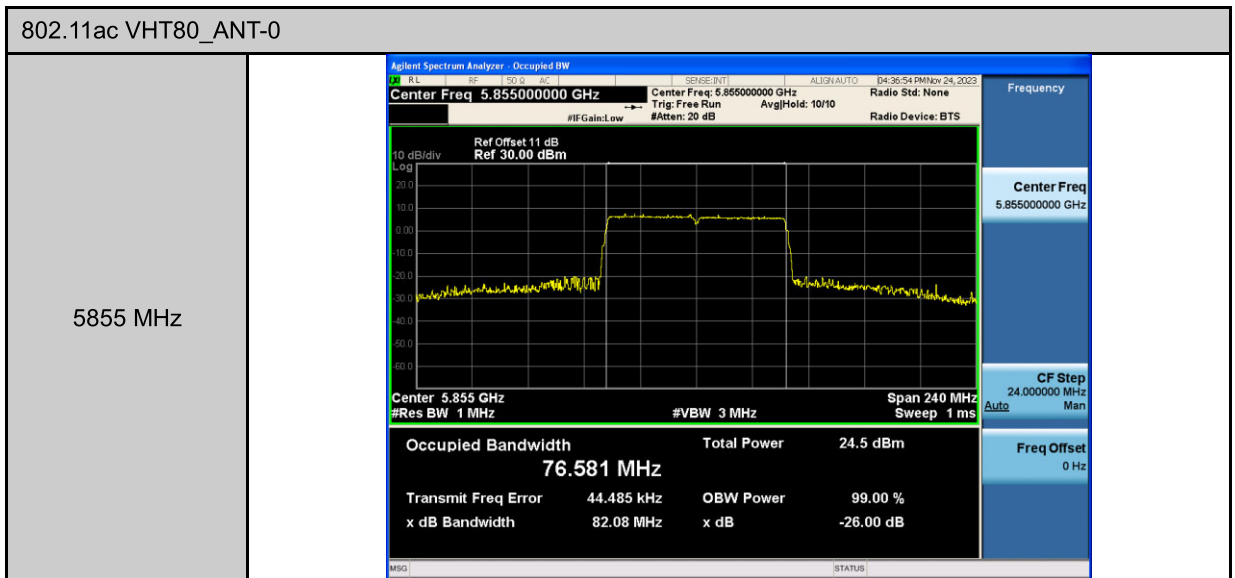 802.11ac VHT80_ANT-0
5855 MHz
Agilent Spectrum Analyzer - Occupied BW
LXI RL RF 50 Ω AC SENSE:INT ALIGN AUTO 04:36:54 PM Nov 24, 2023
Center Freq 5.855000000 GHz
Center Freq: 5.855000000 GHz
Radio Std: None
Trig: Free Run Avg|Hold: 10/10
#IFGain:Low #Atten: 20 dB Radio Device: BTS
Frequency
Ref Offset 11 dB
10 dB/div Ref 30.00 dBm
Log
20.0
10.0
0.00
-10.0
-20.0
-30.0
-40.0
-50.0
-60.0
Center 5.855 GHz Span 240 MHz
#Res BW 1 MHz #VBW 3 MHz Sweep 1 ms
Center Freq
5.855000000 GHz
CF Step
24.000000 MHz
Auto Man
Freq Offset
0 Hz
Occupied Bandwidth Total Power 24.5 dBm
76.581 MHz
Transmit Freq Error 44.485 kHz OBW Power 99.00 %
x dB Bandwidth 82.08 MHz x dB -26.00 dB
MSG STATUS